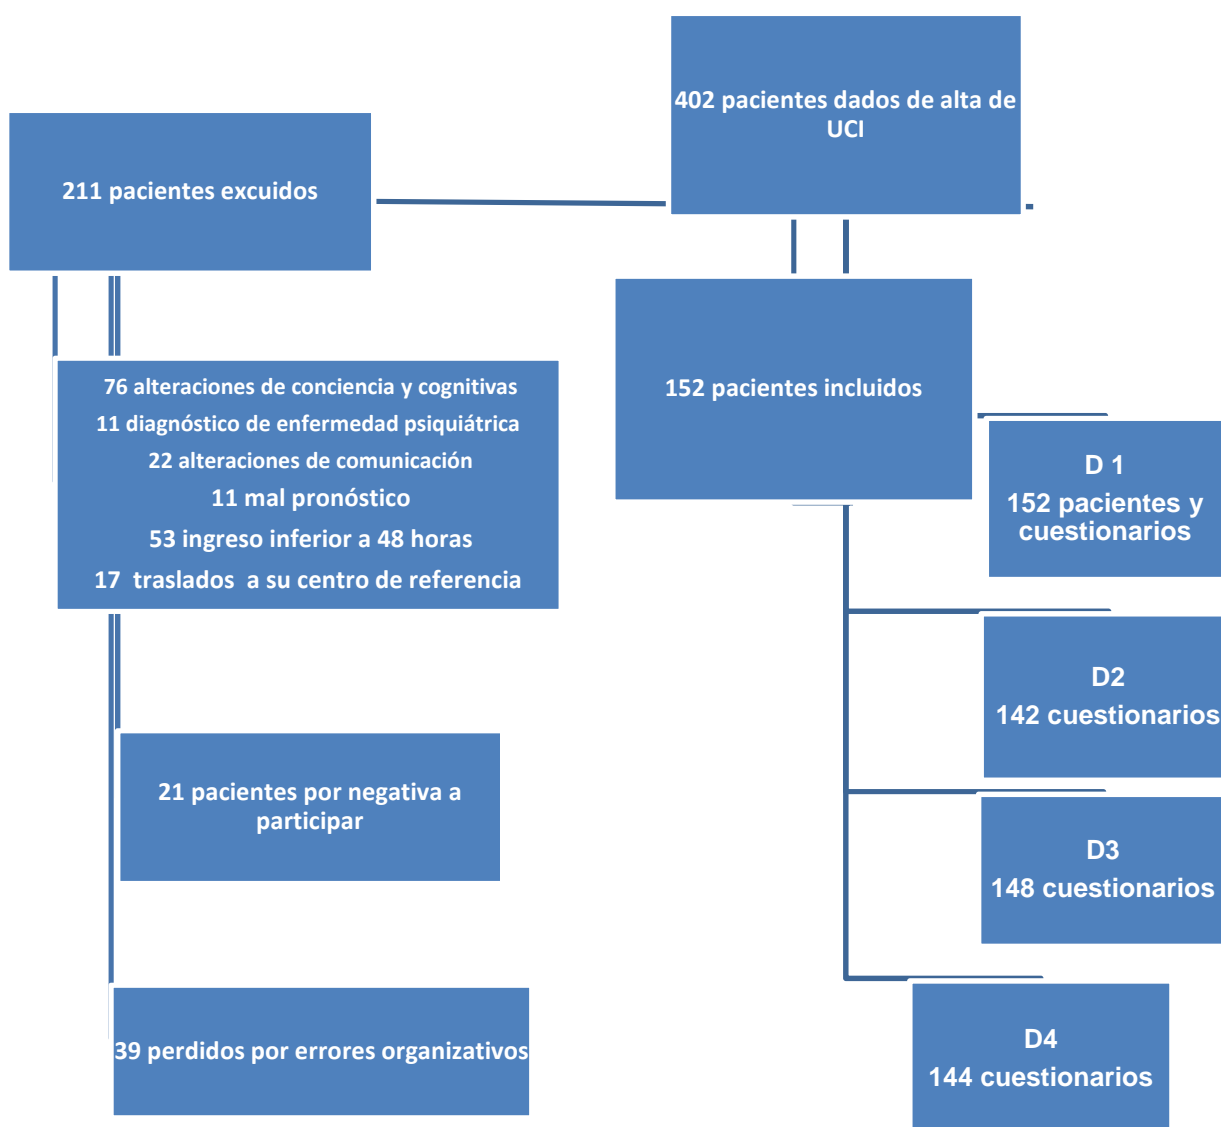 402 pacientes dados de alta de
UCI
211 pacientes excuidos
76 alteraciones de conciencia y cognitivas
11 diagnóstico de enfermedad psiquiátrica
22 alteraciones de comunicación
11 mal pronóstico
53 ingreso inferior a 48 horas
17 traslados a su centro de referencia
21 pacientes por negativa a
participar
39 perdidos por errores organizativos
152 pacientes incluidos
D 1
152 pacientes y
cuestionarios
D2
142 cuestionarios
D3
148 cuestionarios
D4
144 cuestionarios